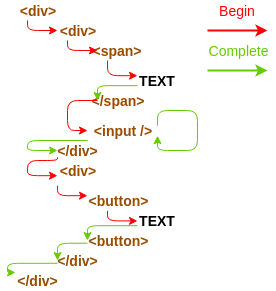 <div>
Begin
<div>
<span>
Complete
TEXT
</span>
<input />
</div>
<div>
<button>
TEXT
<button>
</div>
</div>